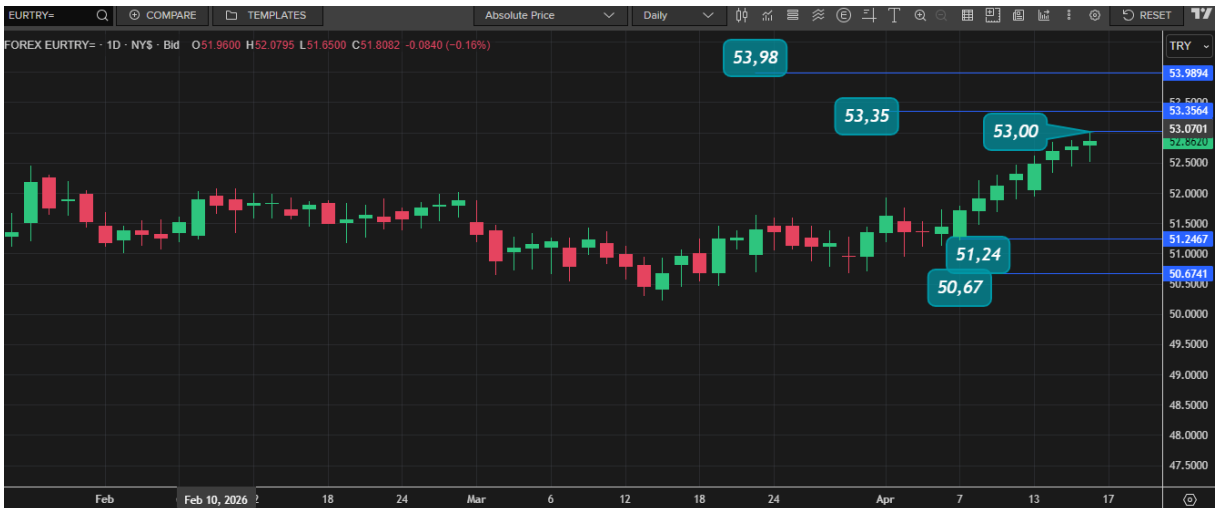 EURTRY=
COMPARE
TEMPLATES
Absolute Price
Daily
E
T
RESET
FOREX EURTRY= · 1D · NY$ · Bid O51.9600 H52.0795 L51.6500 C51.8082 -0.0840 (−0.16%)
TRY
53,98
53.9894
53,35
53.3564
53,00
53.0701
52.8620
52.5000
52.0000
51.5000
51.2467
51.0000
51,24
50.6741
50,67
50.5000
50.0000
49.5000
49.0000
48.5000
48.0000
47.5000
Feb
Feb 10, 2026
18
24
Mar
6
12
18
24
Apr
7
13
17